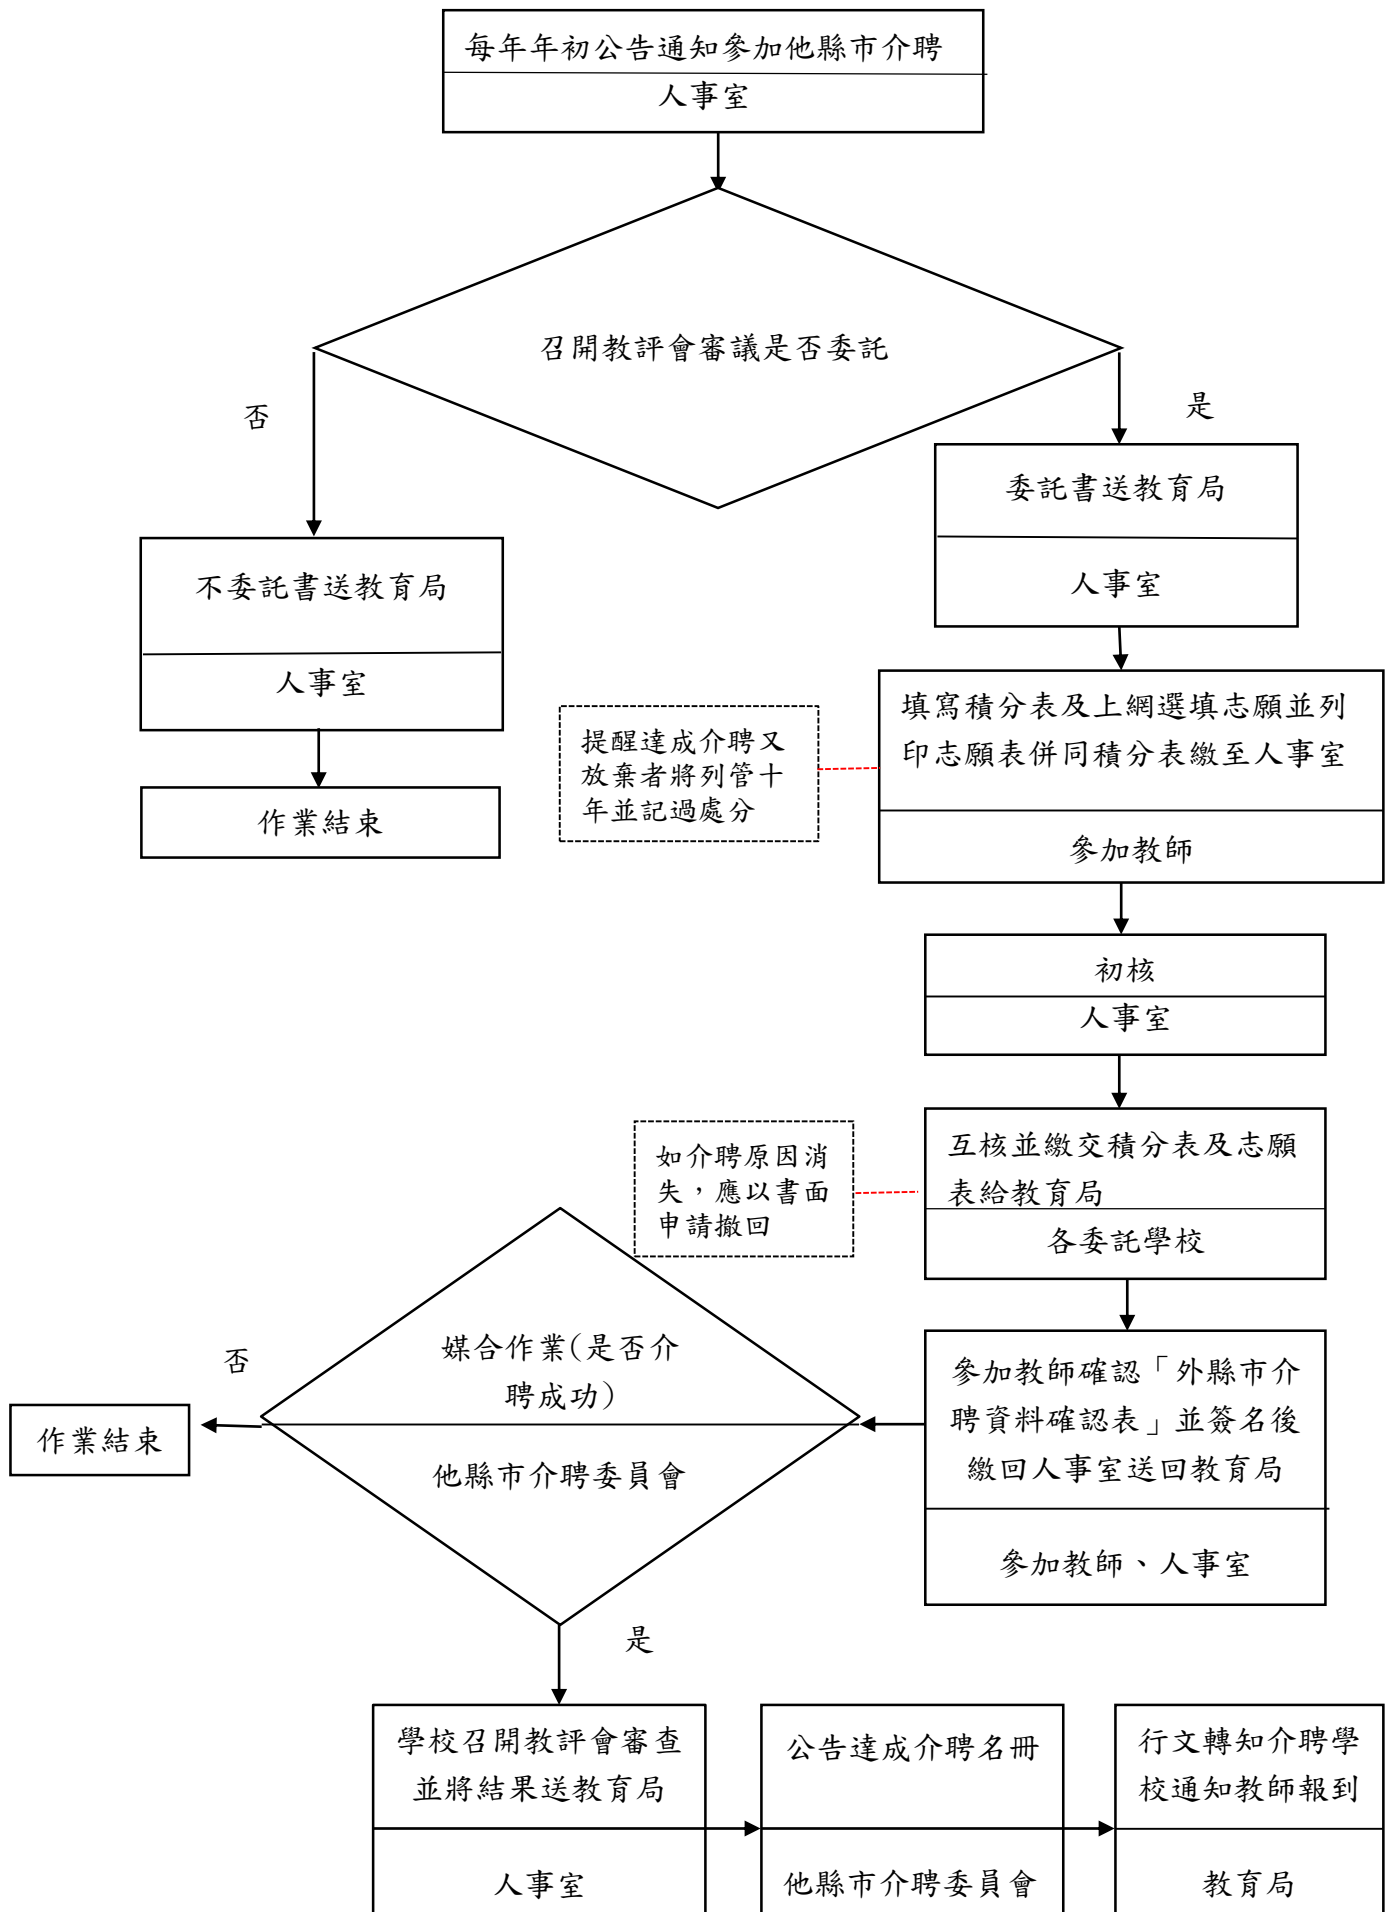 每年年初公告通知參加他縣市介聘
人事室
召開教評會審議是否委託
否
是
委託書送教育局
人事室
不委託書送教育局
人事室
作業結束
填寫積分表及上網選填志願並列
印志願表併同積分表繳至人事室
參加教師
提醒達成介聘又
放棄者將列管十
年並記過處分
初核
人事室
互核並繳交積分表及志願
表給教育局
各委託學校
如介聘原因消
失，應以書面
申請撤回
參加教師確認「外縣市介
聘資料確認表」並簽名後
繳回人事室送回教育局
參加教師、人事室
媒合作業(是否介
聘成功)
他縣市介聘委員會
否
作業結束
是
學校召開教評會審查
並將結果送教育局
人事室
公告達成介聘名冊
他縣市介聘委員會
行文轉知介聘學
校通知教師報到
教育局